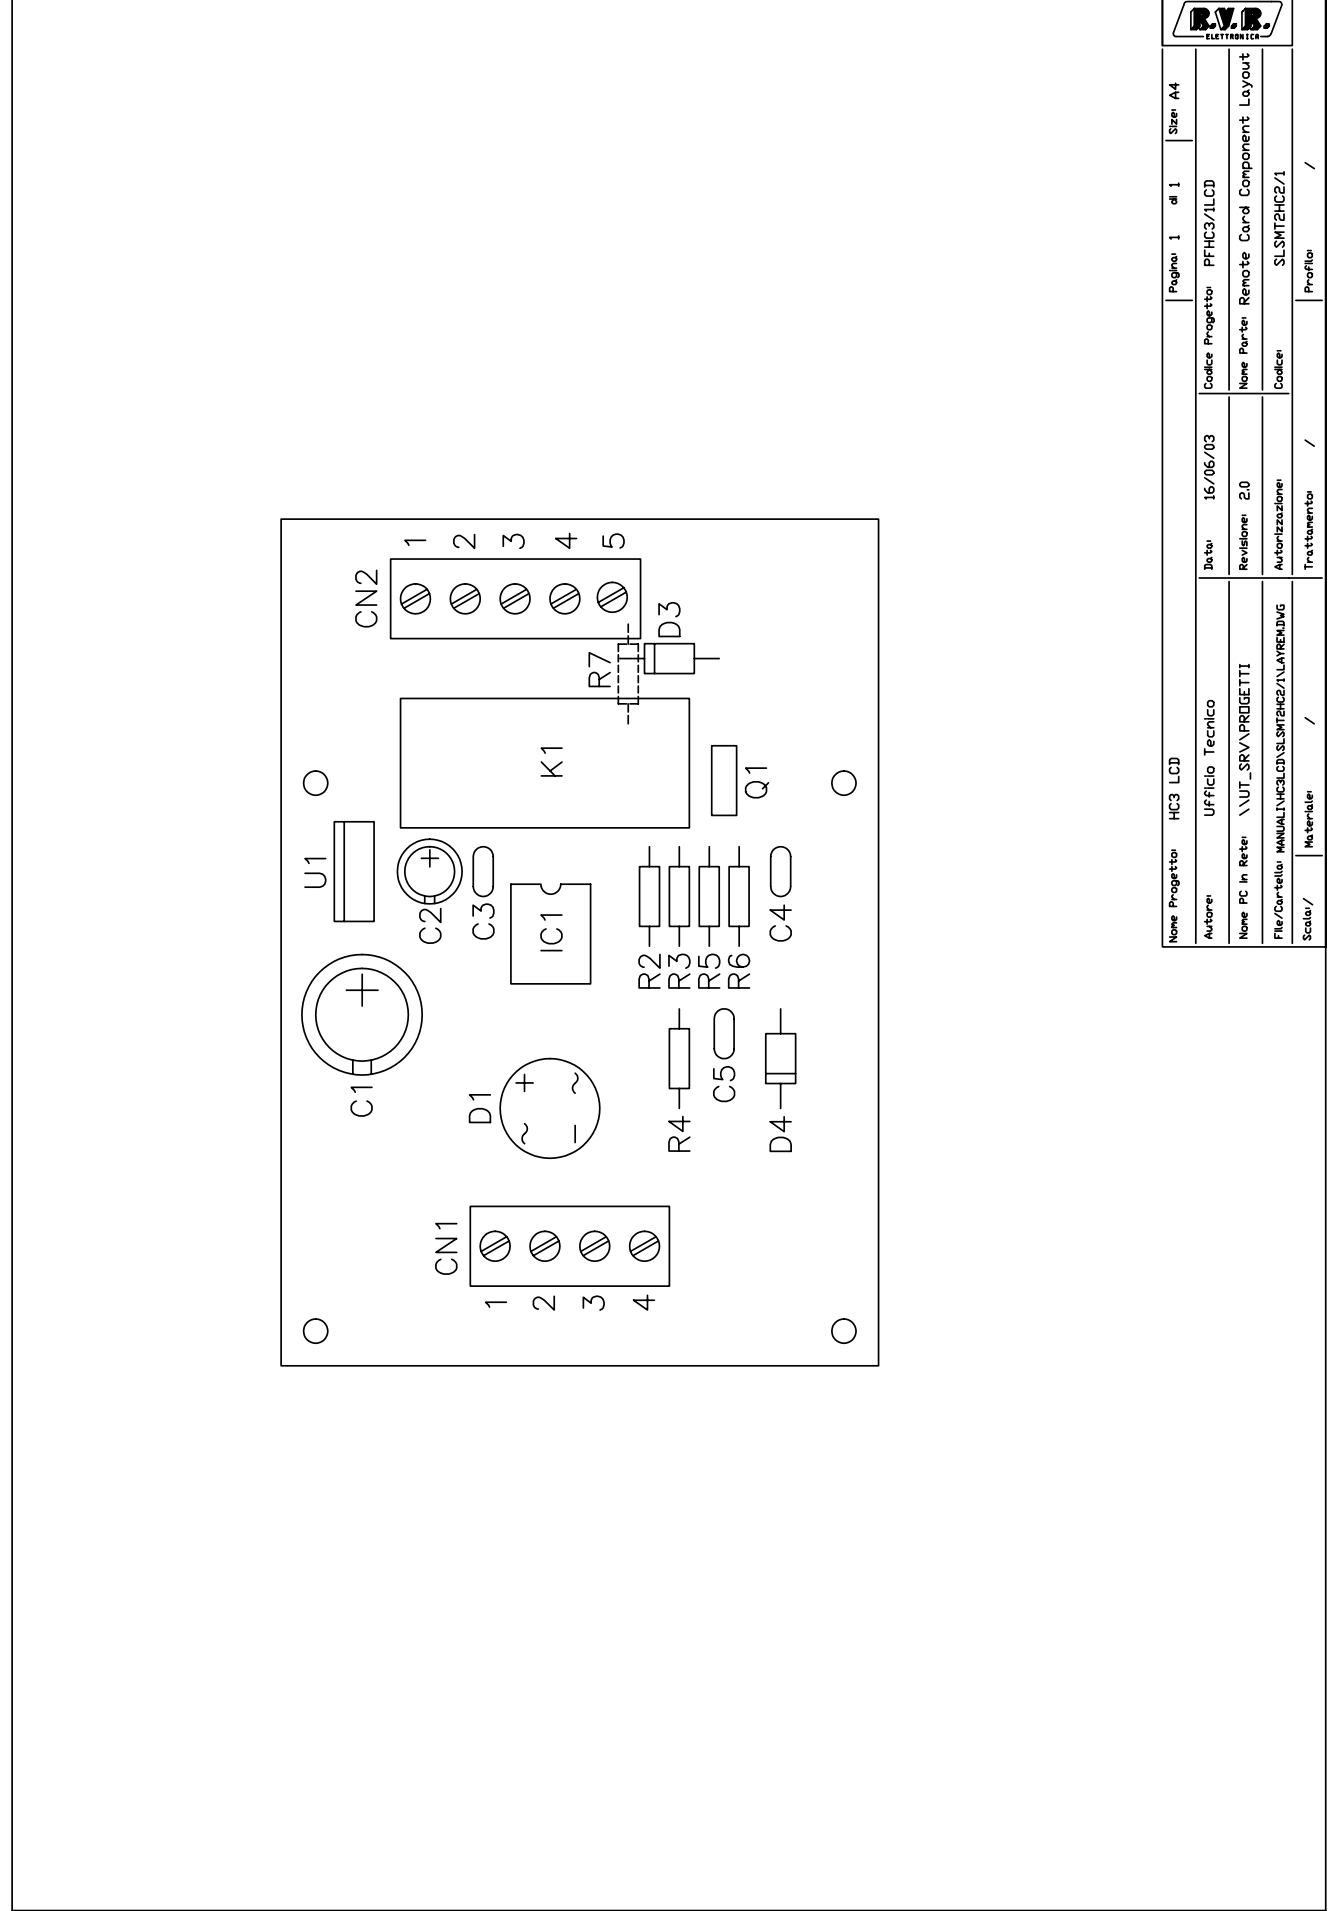 CN2
1
2
3
4
5
D3
R7
K1
Q1
U1
C2
C3
IC1
R2
R3
R5
R6
C4
C1
D1
+
~
~
–
R4
C5
D4
CN1
1
2
3
4
R.V.R.
ELETTRONICA
Nome Progetto: HC3 LCD
Pagina: 1 di 1
Size: A4
Autore: Ufficio Tecnico
Data: 16/06/03
Codice Progetto: PFHC3/1LCD
Nome PC in Rete: \\UT_SRV\PROGETTI
Revisione: 2.0
Nome Parte: Remote Card Component Layout
File/Cartella: MANUALI\HC3LCD\SLSMT2HC2/1\LAYREM.DWG
Autorizzazione:
Codice: SLSMT2HC2/1
Scala: /
Materiale: /
Trattamento: /
Profilo: /